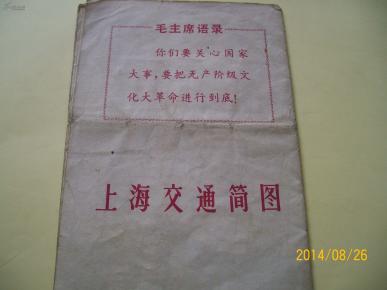 毛主席语录
你们要关心国家
大事,要把无产阶级文
化大革命进行到底!
上海交通简图
2014/08/26